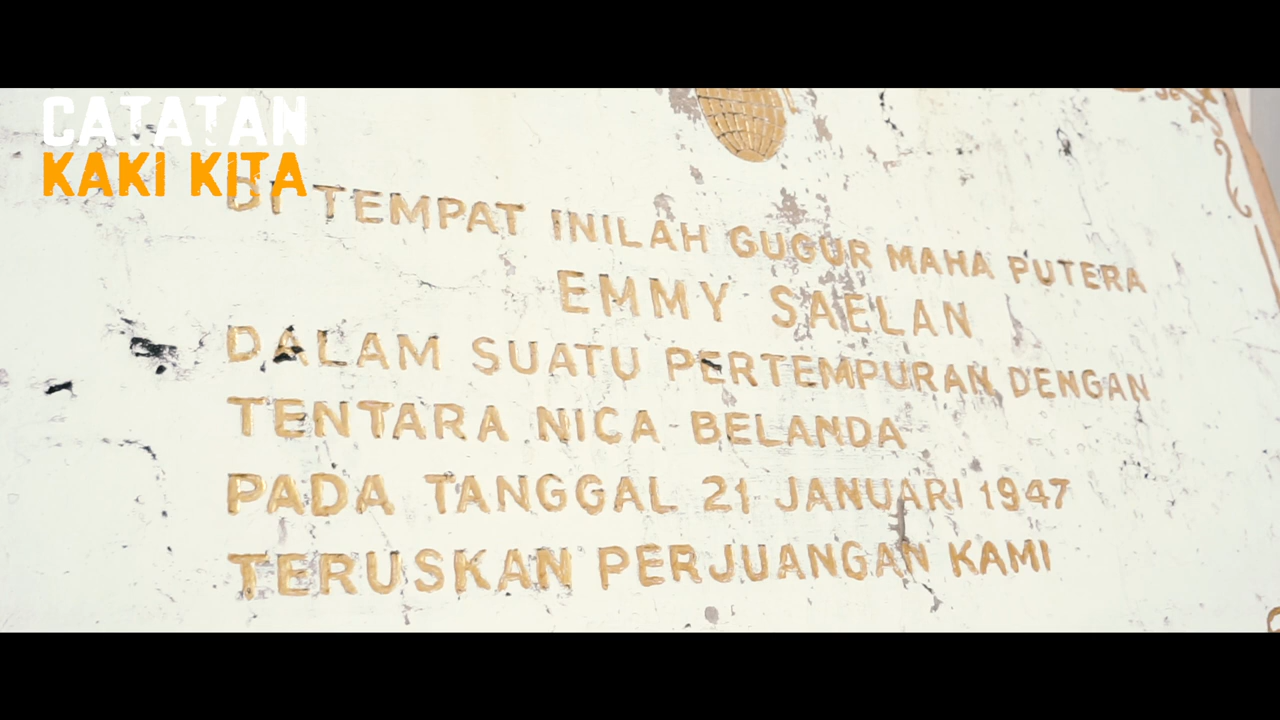 CATATAN
KAKI KITA
DI TEMPAT INILAH GUGUR MAHA PUTERA
EMMY SAELAN
DALAM SUATU PERTEMPURAN DENGAN
TENTARA NICA BELANDA
PADA TANGGAL 21 JANUARI 1947
TERUSKAN PERJUANGAN KAMI